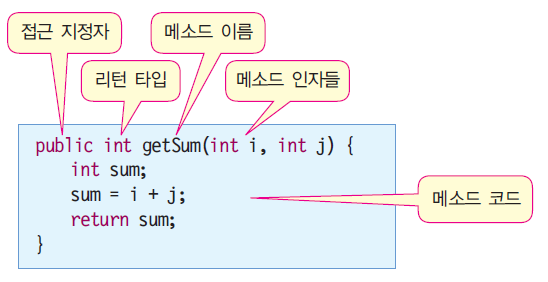 접근 지정자
메소드 이름
리턴 타입
메소드 인자들
public int getSum(int i, int j) {
int sum;
sum = i + j;
return sum;
}
메소드 코드